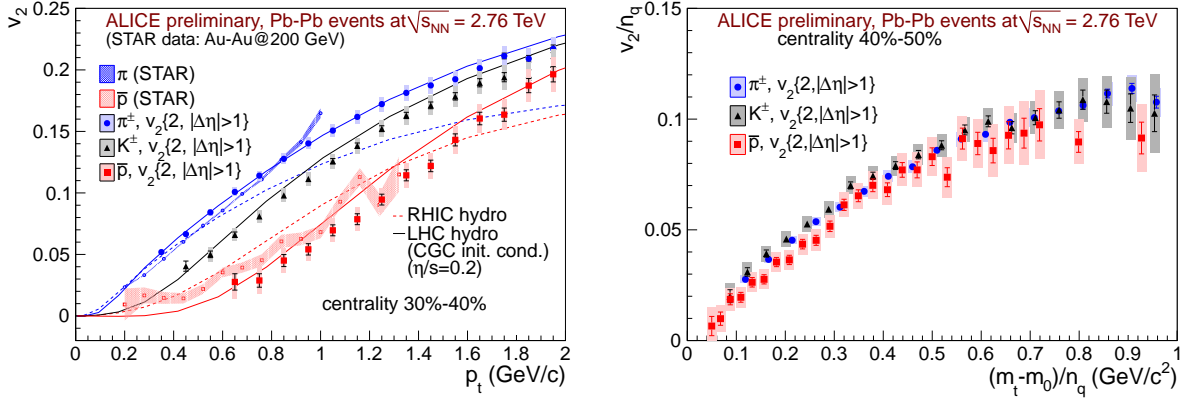 v₂
ALICE preliminary, Pb-Pb events at √sNN = 2.76 TeV
(STAR data: Au-Au@200 GeV)
π (STAR)
p̅ (STAR)
π±, v₂{2, |Δη|>1}
K±, v₂{2, |Δη|>1}
p̅, v₂{2, |Δη|>1}
RHIC hydro
LHC hydro
(CGC init. cond.)
(η/s=0.2)
centrality 30%-40%
0.25
0.2
0.15
0.1
0.05
0
0 0.2 0.4 0.6 0.8 1 1.2 1.4 1.6 1.8 2
pt (GeV/c)
v₂/nq
ALICE preliminary, Pb-Pb events at √sNN = 2.76 TeV
centrality 40%-50%
π±, v₂{2,|Δη|>1}
K±, v₂{2,|Δη|>1}
p̅, v₂{2,|Δη|>1}
0.15
0.1
0.05
0
0 0.1 0.2 0.3 0.4 0.5 0.6 0.7 0.8 0.9 1
(mt-m0)/nq (GeV/c²)